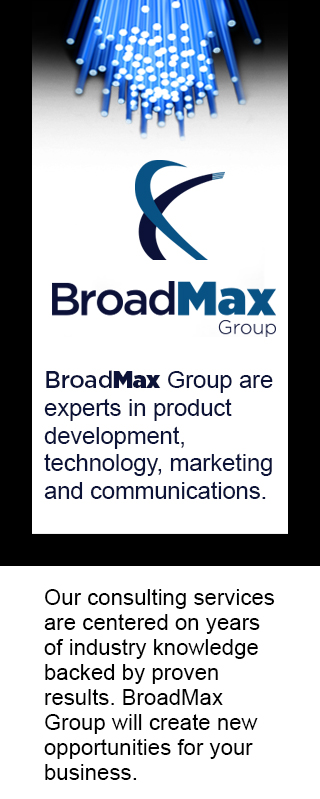 BroadMax
Group
BroadMax Group are
experts in product
development,
technology, marketing
and communications.
Our consulting services
are centered on years
of industry knowledge
backed by proven
results. BroadMax
Group will create new
opportunities for your
business.